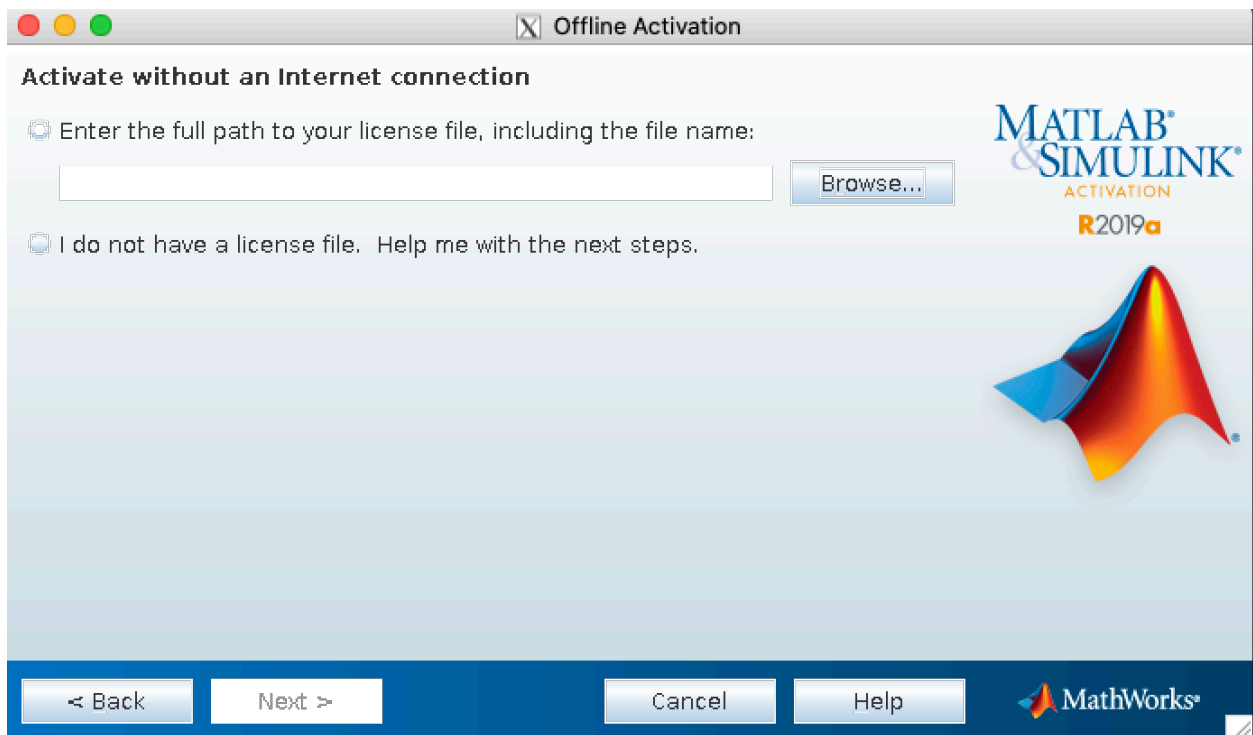 Offline Activation
Activate without an Internet connection
Enter the full path to your license file, including the file name:
Browse...
I do not have a license file.  Help me with the next steps.
MATLAB®
&SIMULINK®
ACTIVATION
R2019a
®
< Back
Next >
Cancel
Help
MathWorks®